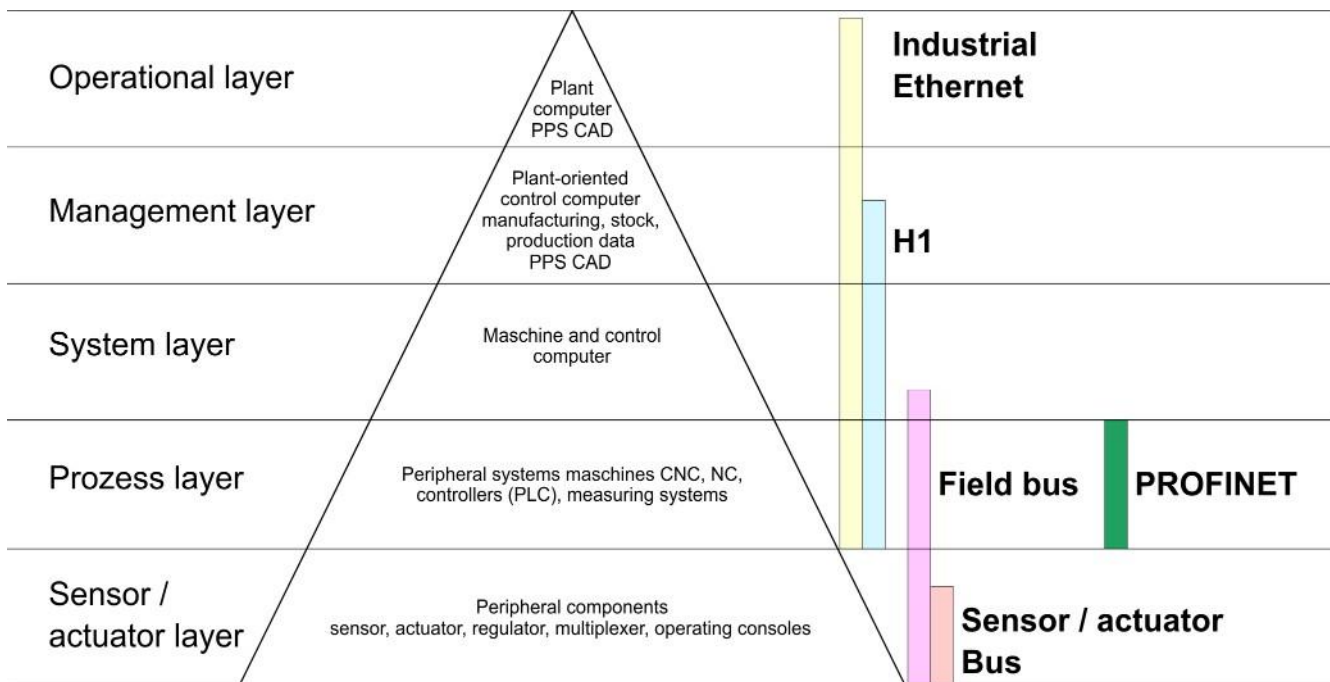 Operational layer
Plant
computer
PPS CAD
Industrial
Ethernet
Management layer
Plant-oriented
control computer
manufacturing, stock,
production data
PPS CAD
H1
System layer
Maschine and control
computer
Prozess layer
Peripheral systems maschines CNC, NC,
controllers (PLC), measuring systems
Field bus
PROFINET
Sensor /
actuator layer
Peripheral components
sensor, actuator, regulator, multiplexer, operating consoles
Sensor / actuator
Bus